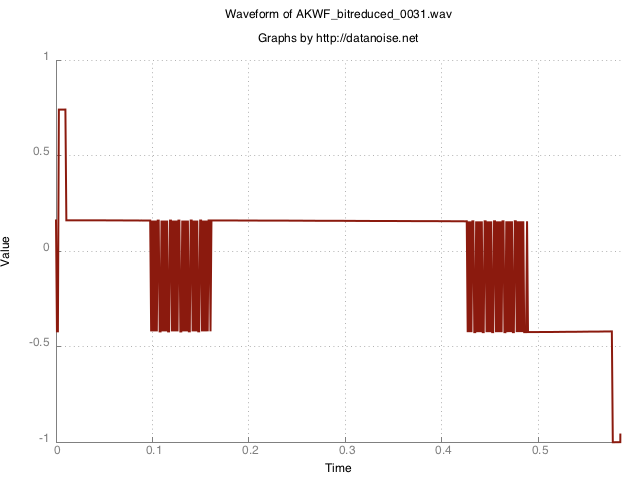 Waveform of AKWF_bitreduced_0031.wav
Graphs by http://datanoise.net
1
0.5
0
-0.5
-1
Value
0 0.1 0.2 0.3 0.4 0.5
Time